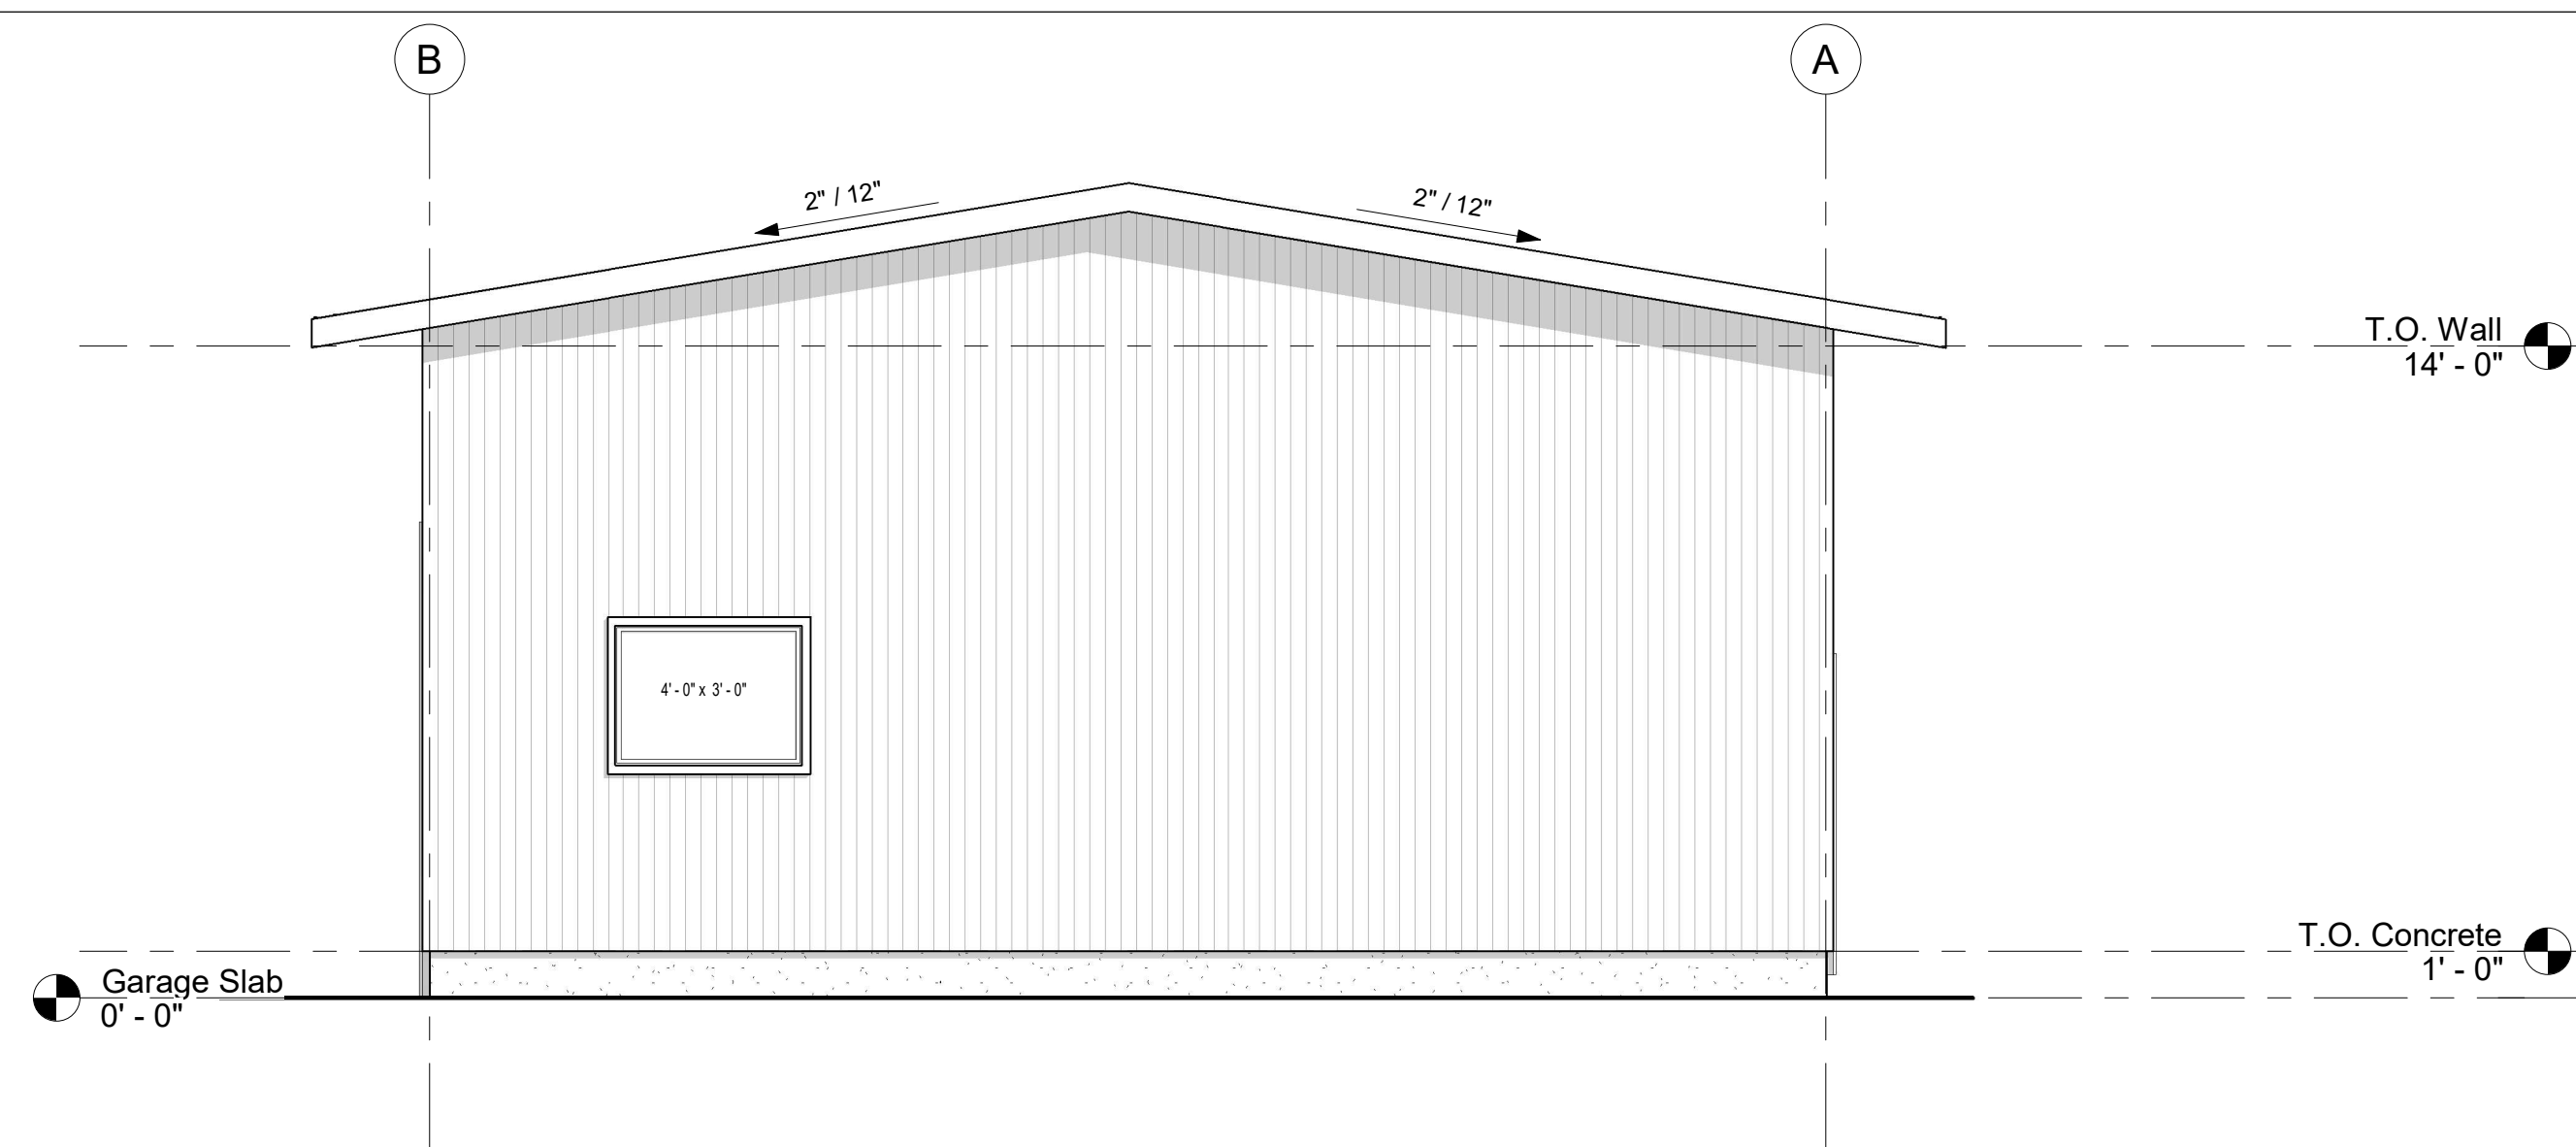 B
A
2" / 12"
2" / 12"
T.O. Wall
14' - 0"
4' - 0" x 3' - 0"
T.O. Concrete
1' - 0"
Garage Slab
0' - 0"